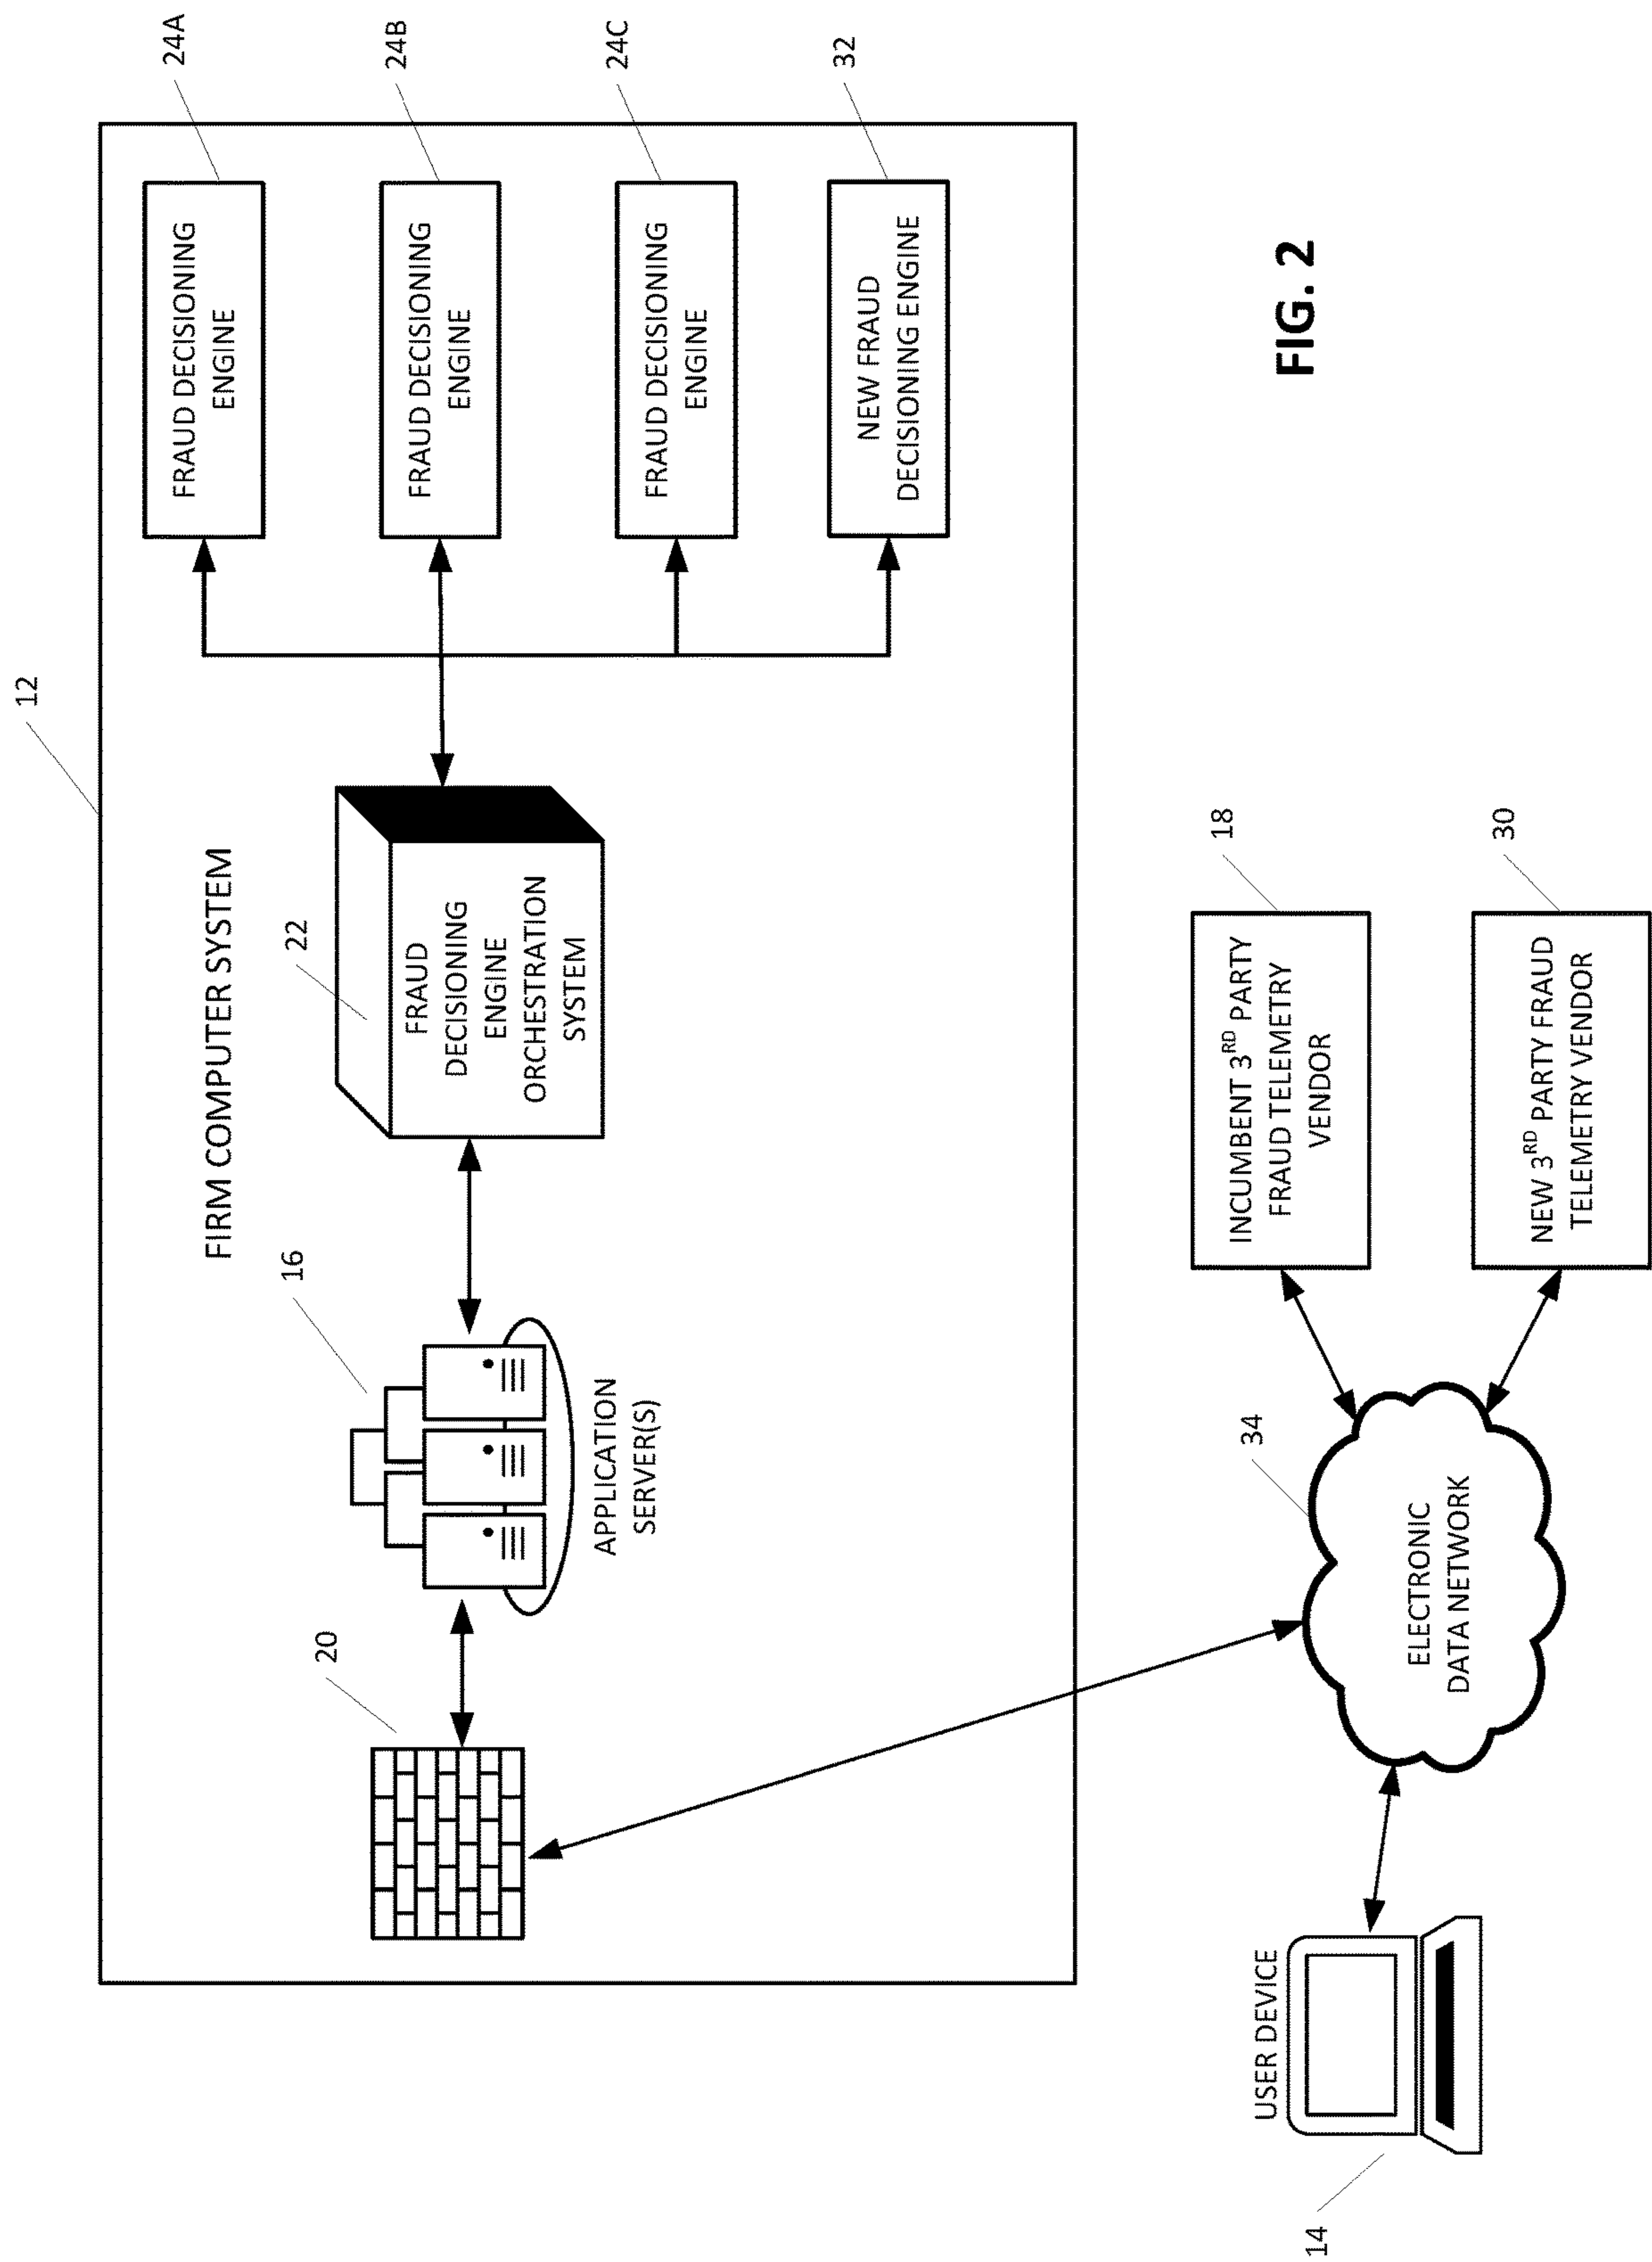 12
FIRM COMPUTER SYSTEM
20
16
APPLICATION
SERVER(S)
22
FRAUD
DECISIONING
ENGINE
ORCHESTRATION
SYSTEM
FRAUD DECISIONING
ENGINE
24A
FRAUD DECISIONING
ENGINE
24B
FRAUD DECISIONING
ENGINE
24C
NEW FRAUD
DECISIONING ENGINE
32
USER DEVICE
14
34
ELECTRONIC
DATA NETWORK
INCUMBENT 3RD PARTY
FRAUD TELEMETRY
VENDOR
18
NEW 3RD PARTY FRAUD
TELEMETRY VENDOR
30
FIG. 2